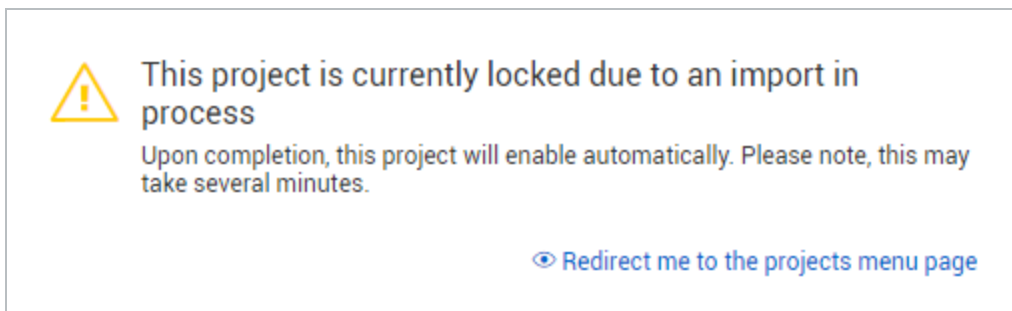 This project is currently locked due to an import in
process
Upon completion, this project will enable automatically. Please note, this may
take several minutes.
Redirect me to the projects menu page